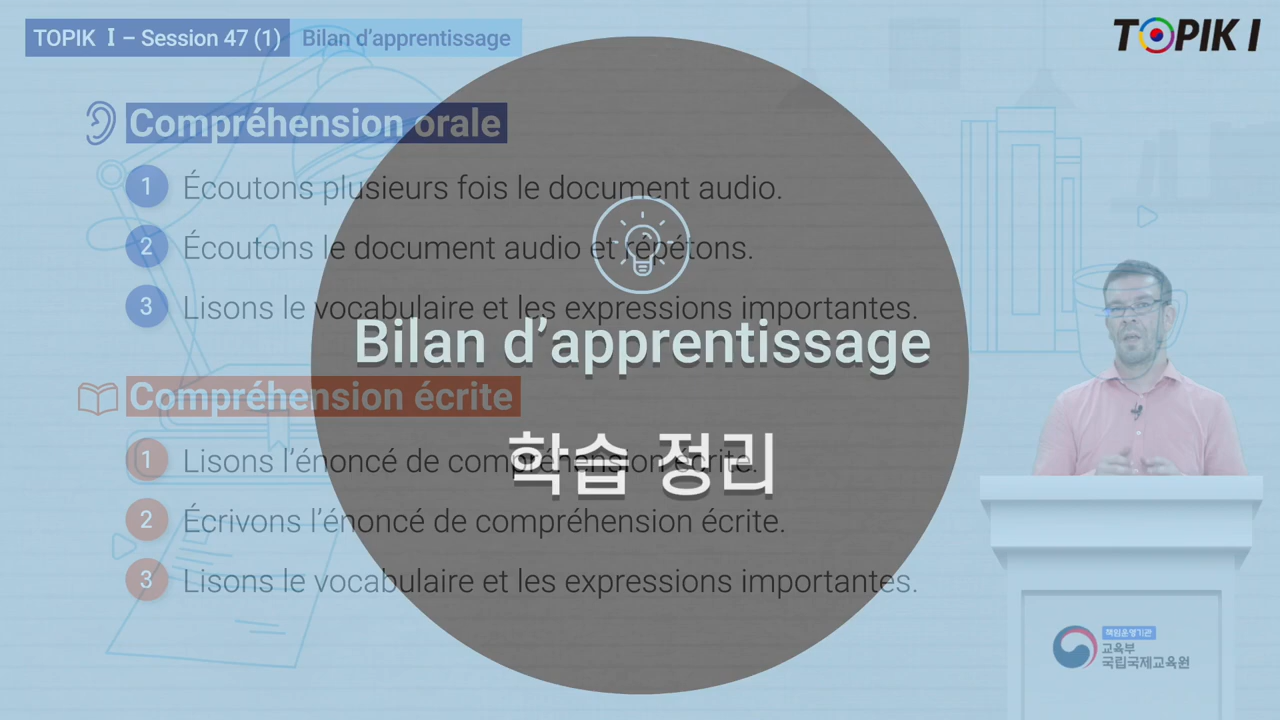 TOPIK Ⅰ – Session 47 (1) Bilan d’apprentissage
TOPIK I
Compréhension orale
1 Écoutons plusieurs fois le document audio.
2 Écoutons le document audio et répétons.
3 Lisons le vocabulaire et les expressions importantes.
Bilan d’apprentissage
Compréhension écrite
학습 정리
1 Lisons l’énoncé de compréhension écrite.
2 Écrivons l’énoncé de compréhension écrite.
3 Lisons le vocabulaire et les expressions importantes.
책임운영기관
교육부
국립국제교육원